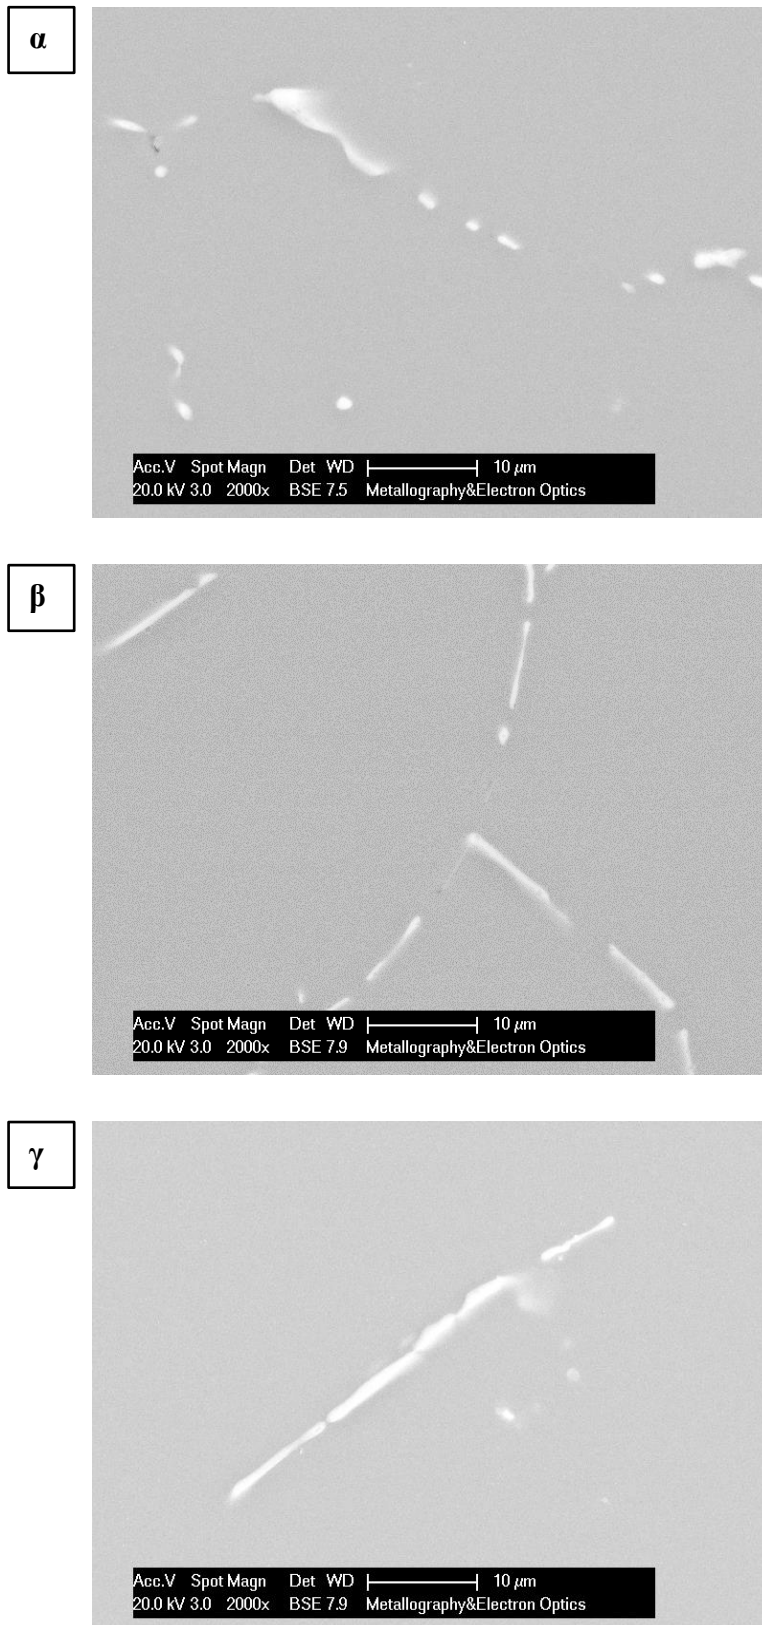 α
Acc.V Spot Magn Det WD 10 μm
20.0 kV 3.0 2000x BSE 7.5 Metallography&Electron Optics
β
Acc.V Spot Magn Det WD 10 μm
20.0 kV 3.0 2000x BSE 7.9 Metallography&Electron Optics
γ
Acc.V Spot Magn Det WD 10 μm
20.0 kV 3.0 2000x BSE 7.9 Metallography&Electron Optics